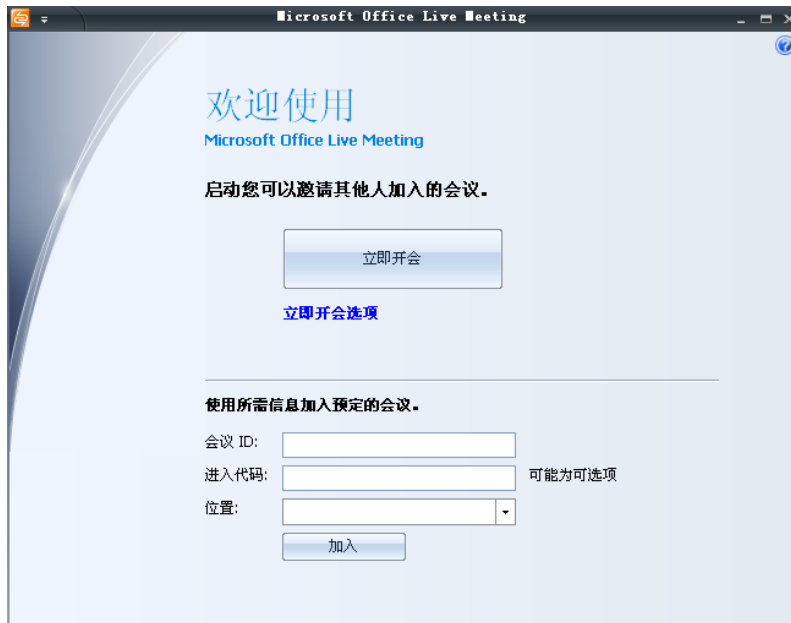 Microsoft Office Live Meeting
欢迎使用
Microsoft Office Live Meeting
启动您可以邀请其他人加入的会议。
立即开会
立即开会选项
使用所需信息加入预定的会议。
会议 ID:
进入代码: 可能为可选项
位置:
加入